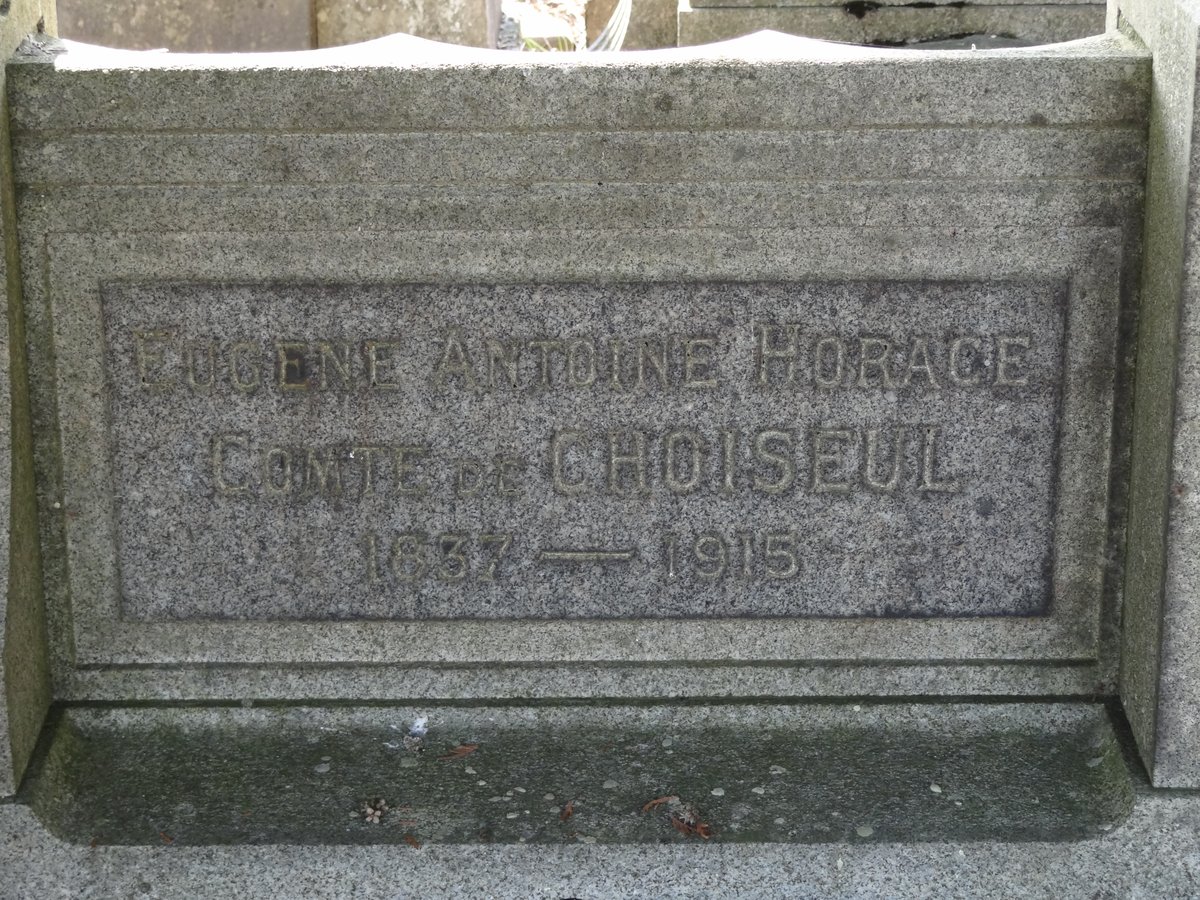 EUGENE ANTOINE HORACE
COMTE DE CHOISEUL
1837 — 1915